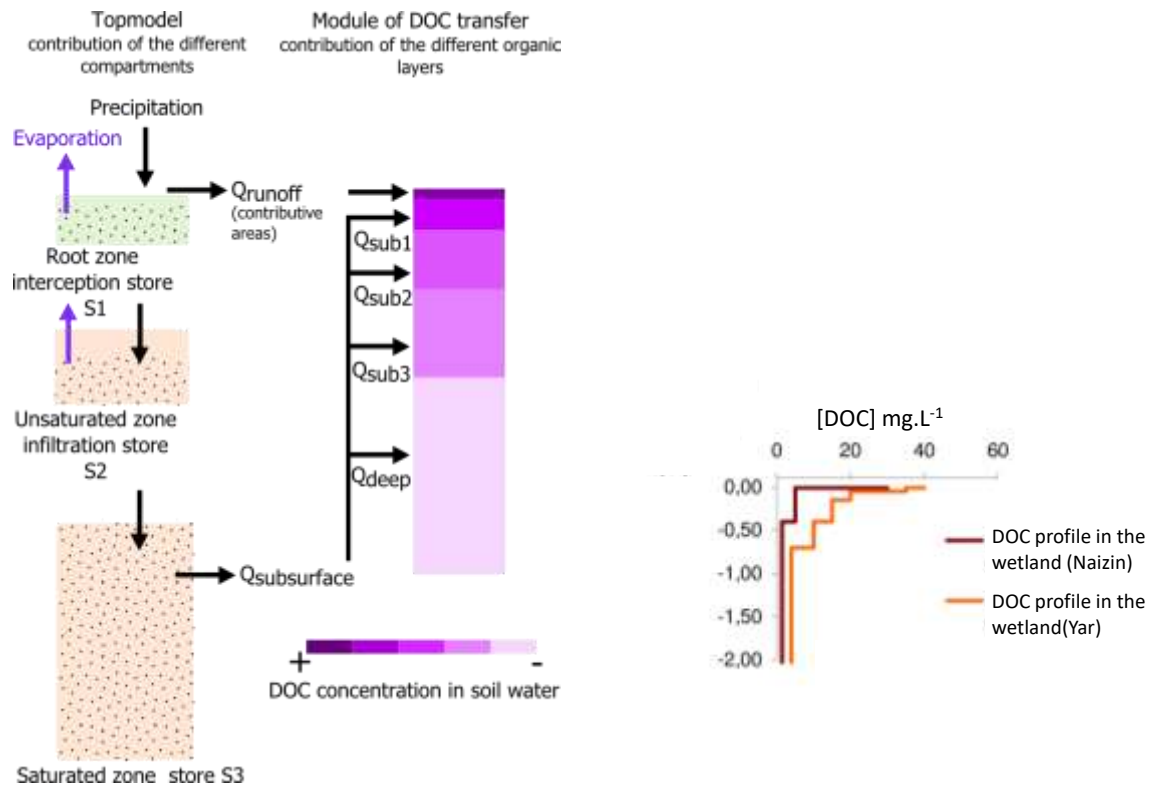 Topmodel
contribution of the different
compartments
Precipitation
Evaporation
Root zone
interception store
S1
Unsaturated zone
infiltration store
S2
Saturated zone store S3
Module of DOC transfer
contribution of the different organic
layers
Qrunoff
(contributive
areas)
Qsub1
Qsub2
Qsub3
Qdeep
Qsubsurface
+ -
DOC concentration in soil water
[DOC] mg.L-1
0 20 40 60
0,00
-0,50
-1,00
-1,50
-2,00
DOC profile in the
wetland (Naizin)
DOC profile in the
wetland(Yar)